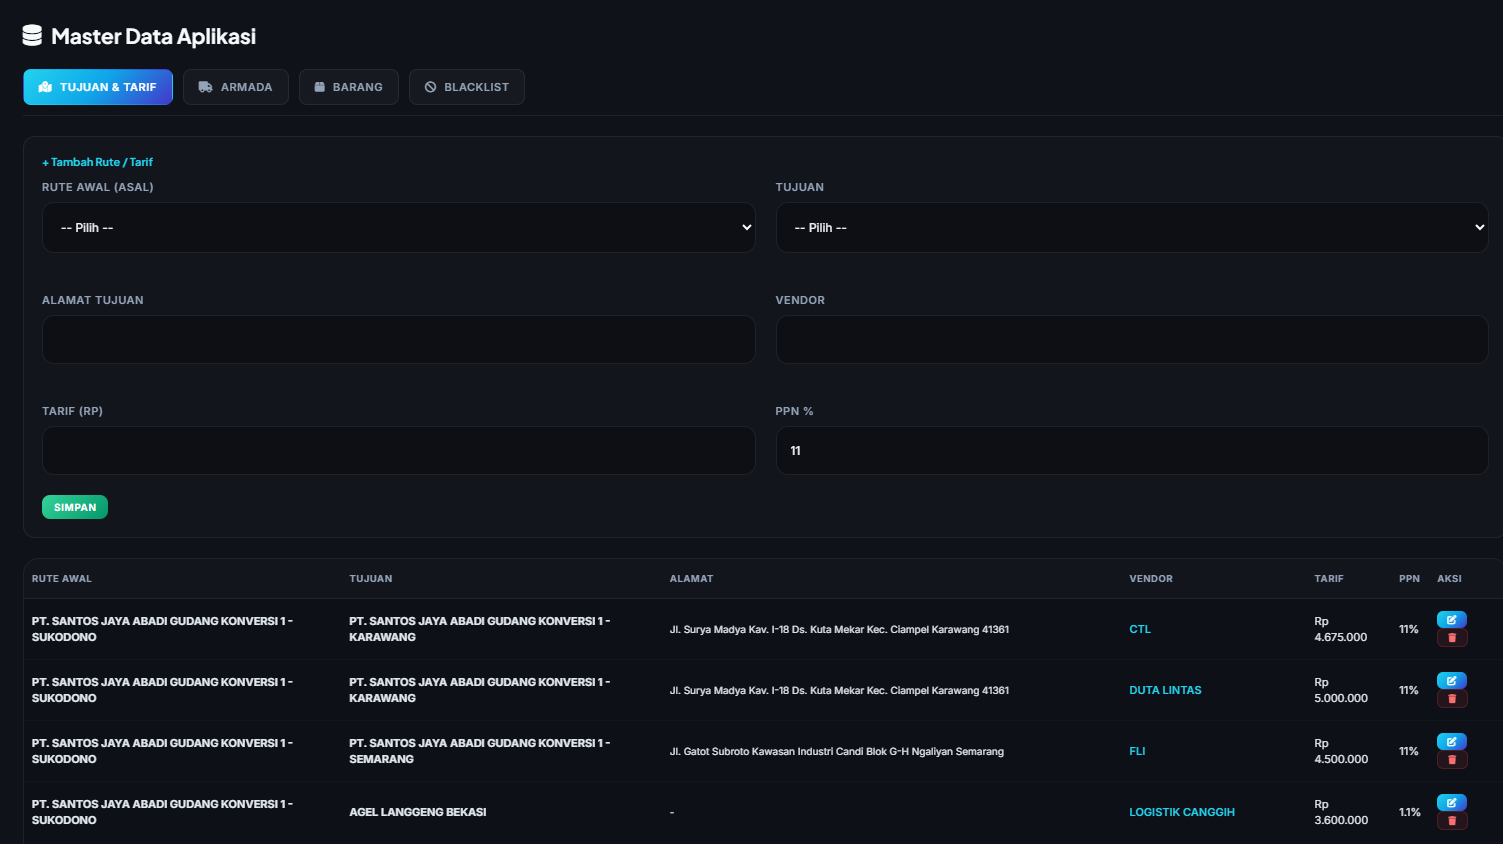 Master Data Aplikasi
TUJUAN & TARIF
ARMADA
BARANG
BLACKLIST
+ Tambah Rute / Tarif
RUTE AWAL (ASAL)
TUJUAN
-- Pilih --
-- Pilih --
ALAMAT TUJUAN
VENDOR
TARIF (RP)
PPN %
11
SIMPAN
RUTE AWAL TUJUAN ALAMAT VENDOR TARIF PPN AKSI
PT. SANTOS JAYA ABADI GUDANG KONVERSI 1 -
SUKODONO
PT. SANTOS JAYA ABADI GUDANG KONVERSI 1 -
KARAWANG
Jl. Surya Madya Kav. I-18 Ds. Kuta Mekar Kec. Ciampel Karawang 41361
CTL
Rp
4.675.000
11%
PT. SANTOS JAYA ABADI GUDANG KONVERSI 1 -
SUKODONO
PT. SANTOS JAYA ABADI GUDANG KONVERSI 1 -
KARAWANG
Jl. Surya Madya Kav. I-18 Ds. Kuta Mekar Kec. Ciampel Karawang 41361
DUTA LINTAS
Rp
5.000.000
11%
PT. SANTOS JAYA ABADI GUDANG KONVERSI 1 -
SUKODONO
PT. SANTOS JAYA ABADI GUDANG KONVERSI 1 -
SEMARANG
Jl. Gatot Subroto Kawasan Industri Candi Blok G-H Ngaliyan Semarang
FLI
Rp
4.500.000
11%
PT. SANTOS JAYA ABADI GUDANG KONVERSI 1 -
SUKODONO
AGEL LANGGENG BEKASI
-
LOGISTIK CANGGIH
Rp
3.600.000
1.1%